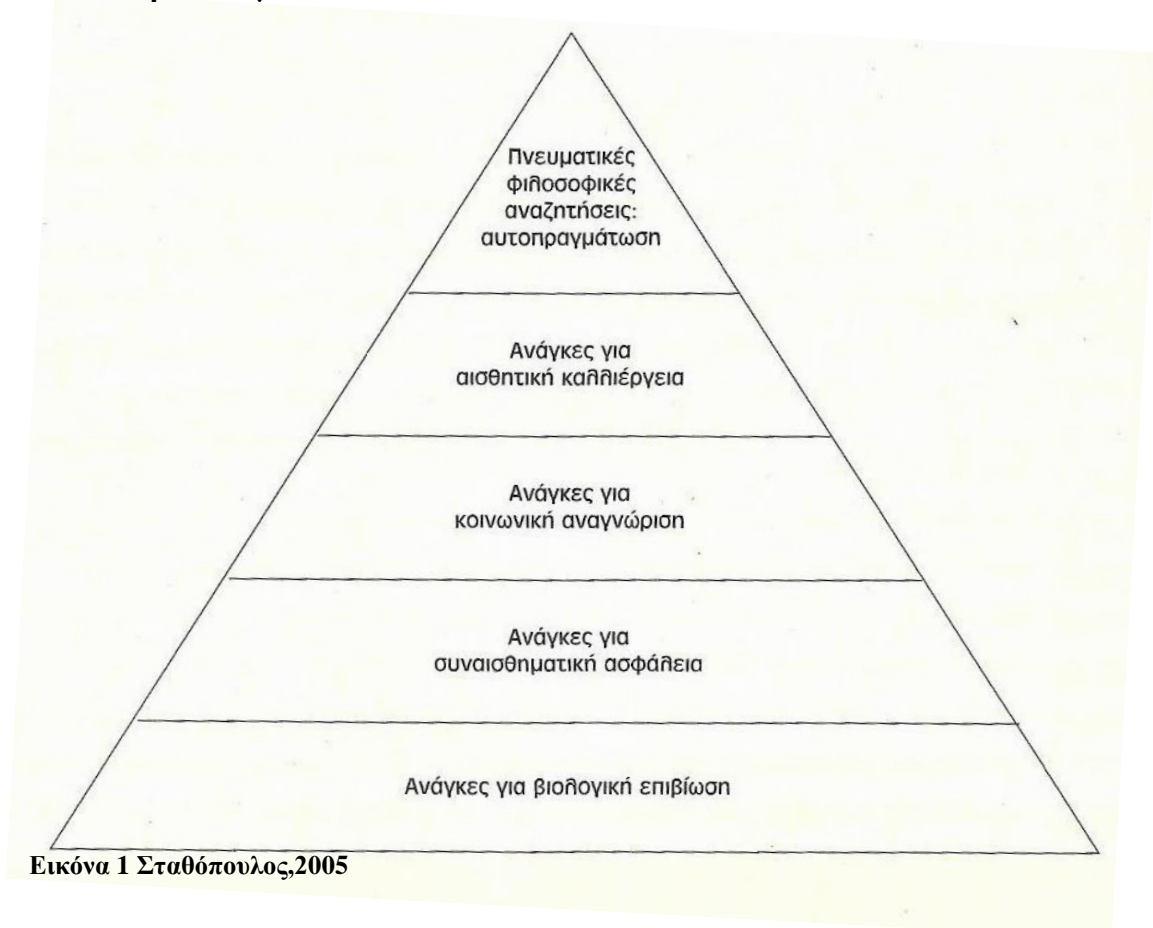 Πνευματικές
φιλοσοφικές
αναζητήσεις:
αυτοπραγμάτωση
Ανάγκες για
αισθητική καλλιέργεια
Ανάγκες για
κοινωνική αναγνώριση
Ανάγκες για
συναισθηματική ασφάλεια
Ανάγκες για βιολογική επιβίωση
Εικόνα 1 Σταθόπουλος,2005